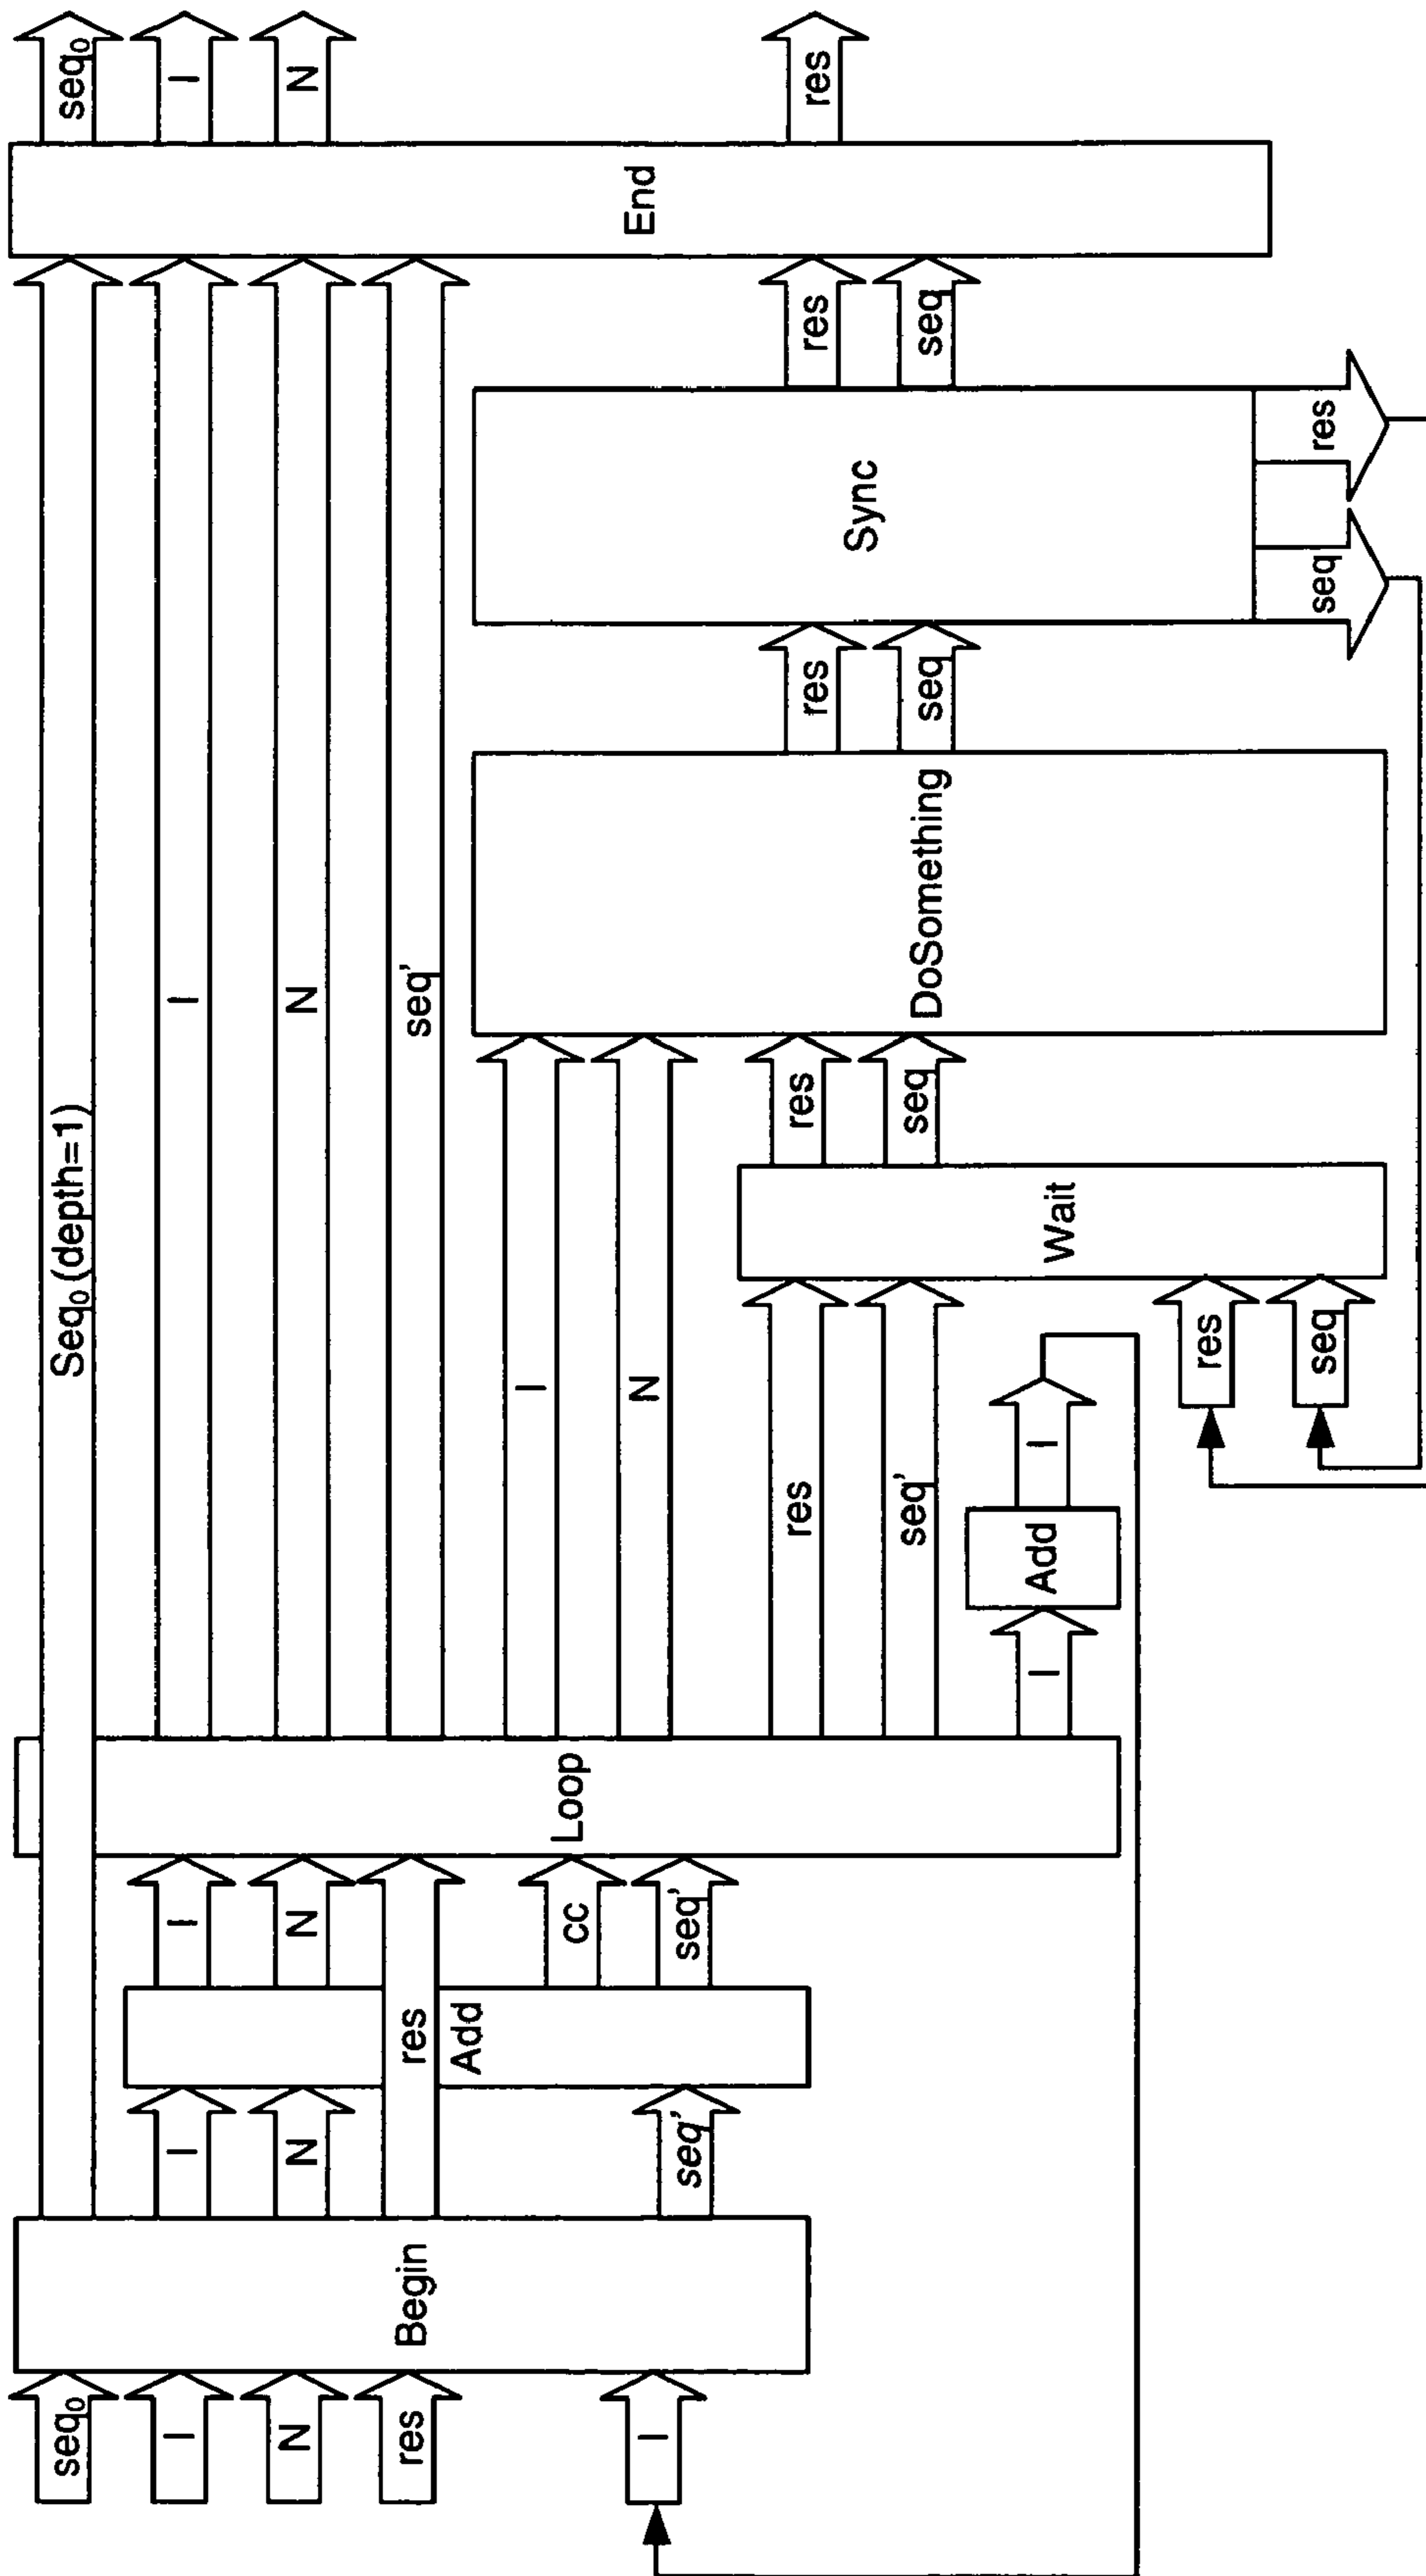 seq₀
I
N
res
I
Begin
Seq₀ (depth=1)
I
N
seq'
res
Add
I
N
cc
seq'
Loop
I
N
seq'
I
N
res
seq'
I
Add
I
res
seq
Wait
res
seq
DoSomething
res
seq
Sync
seq
res
res
seq
End
seq₀
I
N
res